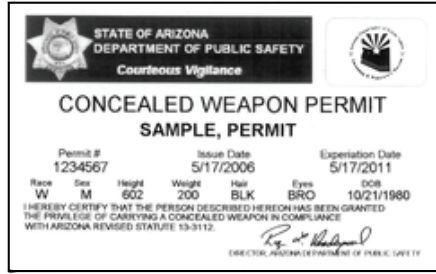 STATE OF ARIZONA
DEPARTMENT OF PUBLIC SAFETY
Courteous Vigilance
CONCEALED WEAPON PERMIT
SAMPLE, PERMIT
Permit # Issue Date Experiation Date
1234567 5/17/2006 5/17/2011
Race Sex Height Weight Hair Eyes DOB
W M 602 200 BLK BRO 10/21/1980
I HEREBY CERTIFY THAT THE PERSON DESCRIBED HEREON HAS BEEN GRANTED
THE PRIVILEGE OF CARRYING A CONCEALED WEAPON IN COMPLIANCE
WITH ARIZONA REVISED STATUTE 13-3112.
DIRECTOR, ARIZONA DEPARTMENT OF PUBLIC SAFETY